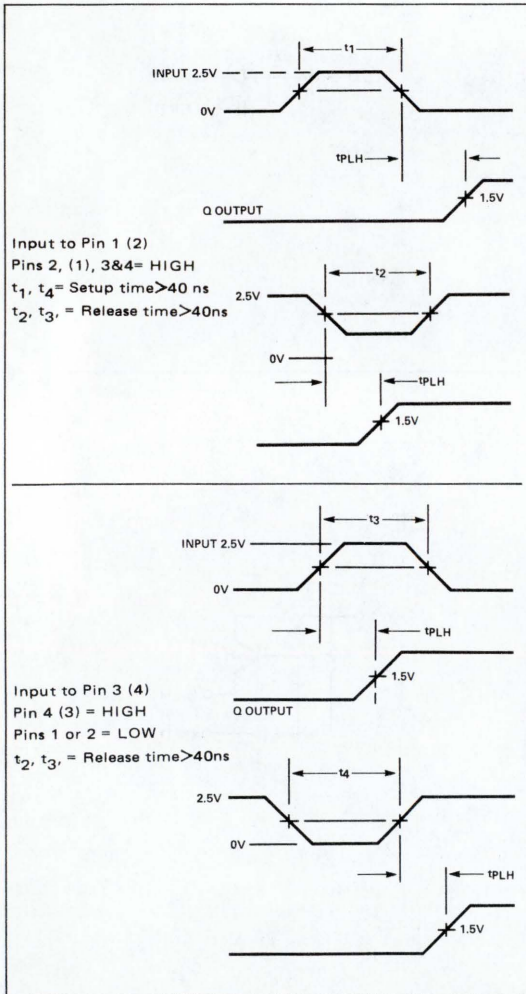 t1
INPUT 2.5V
0V
tPLH
Q OUTPUT
1.5V
Input to Pin 1 (2)
Pins 2, (1), 3&4= HIGH
t1, t4= Setup time>40 ns
t2, t3, = Release time>40ns
t2
2.5V
0V
tPLH
1.5V
t3
INPUT 2.5V
0V
tPLH
1.5V
Q OUTPUT
Input to Pin 3 (4)
Pin 4 (3) = HIGH
Pins 1 or 2 = LOW
t2, t3, = Release time>40ns
t4
2.5V
0V
tPLH
1.5V